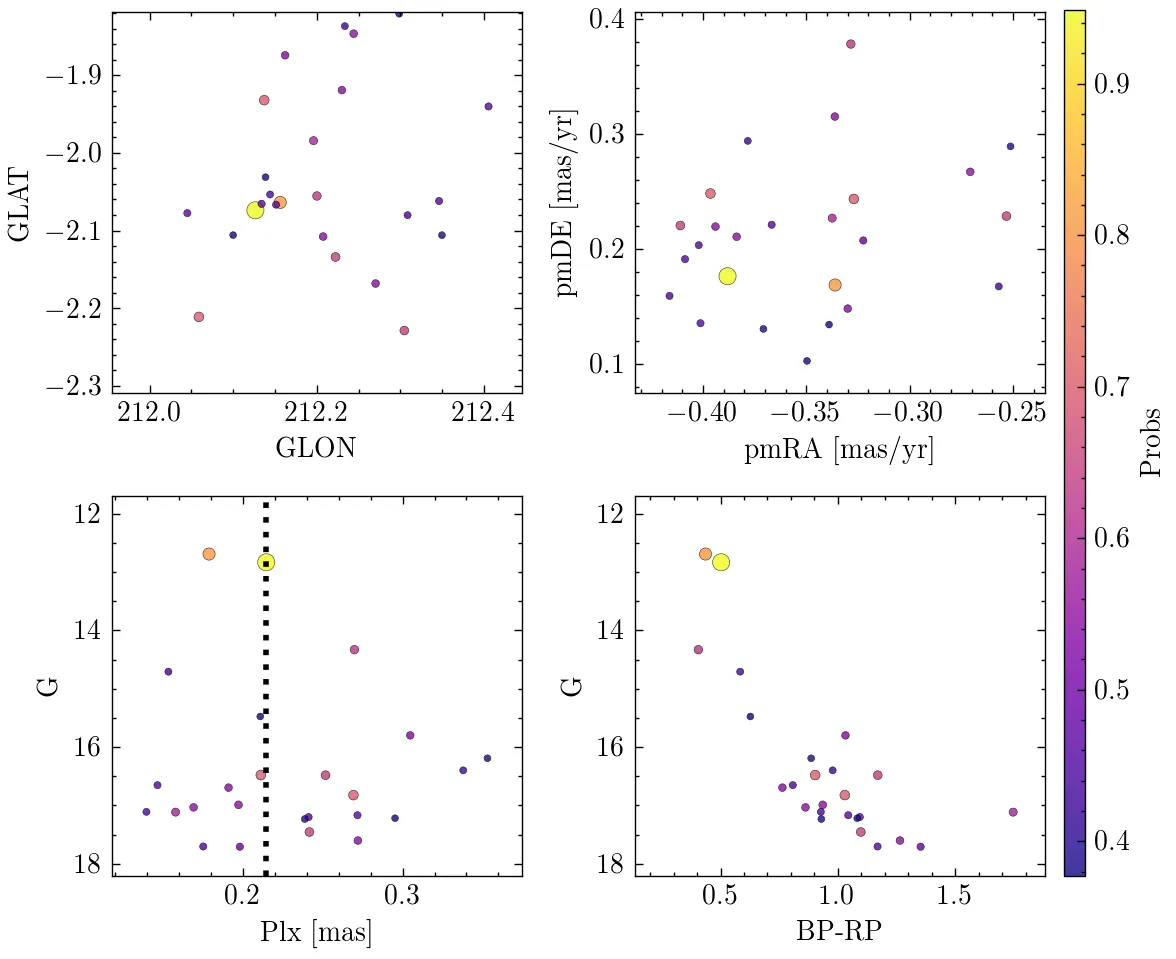 −1.9
−2.0
−2.1
−2.2
−2.3
GLAT
212.0 212.2 212.4
GLON
0.4
0.3
0.2
0.1
pmDE [mas/yr]
−0.40 −0.35 −0.30 −0.25
pmRA [mas/yr]
12
14
16
18
G
0.2 0.3
Plx [mas]
12
14
16
18
G
0.5 1.0 1.5
BP-RP
0.9
0.8
0.7
0.6
0.5
0.4
Probs